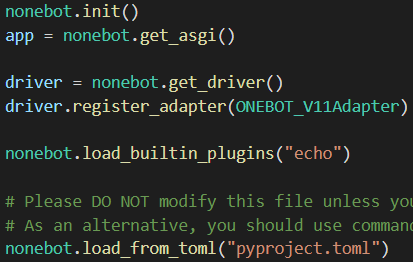 nonebot.init()
app = nonebot.get_asgi()
driver = nonebot.get_driver()
driver.register_adapter(ONEBOT_V11Adapter)
nonebot.load_builtin_plugins("echo")
# Please DO NOT modify this file unless you
# As an alternative, you should use command
nonebot.load_from_toml("pyproject.toml")